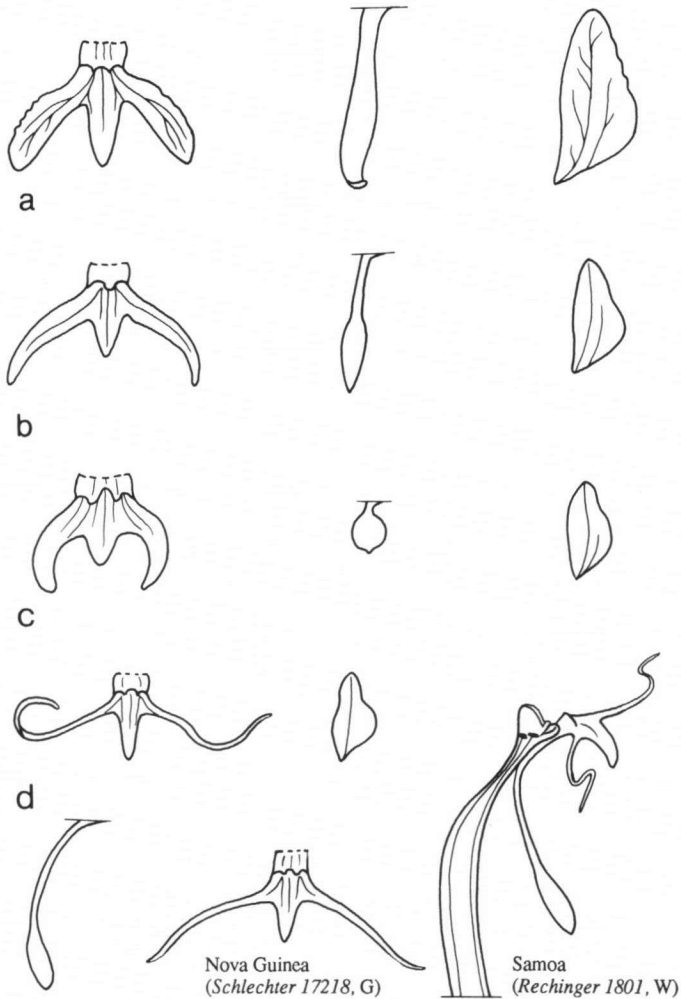 a
b
c
d
Nova Guinea
(Schlechter 17218, G)
Samoa
(Rechinger 1801, W)